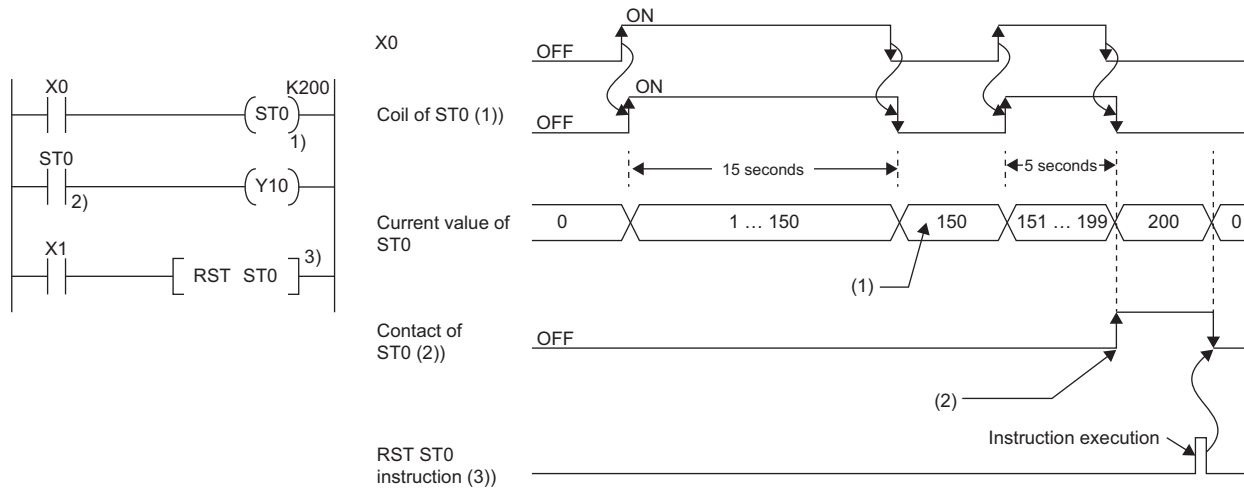 X0
K200
ST0
1)
ST0
2)
Y10
X1
3)
RST ST0
X0
OFF
ON
Coil of ST0 (1))
OFF
ON
15 seconds
5 seconds
Current value of
ST0
0
1 ... 150
150
151 ... 199
200
0
(1)
Contact of
ST0 (2))
OFF
(2)
Instruction execution
RST ST0
instruction (3))